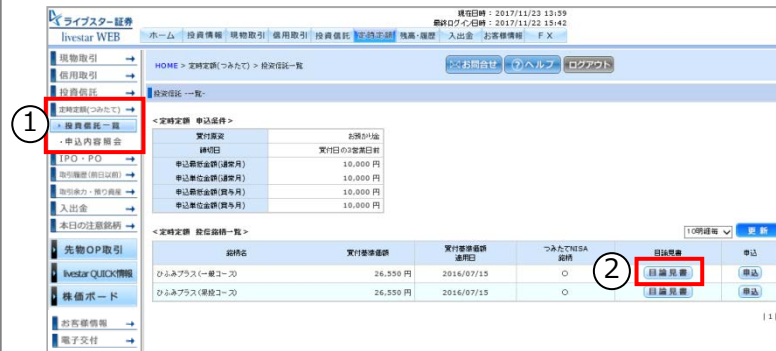 現在日時：2017/11/23 13:59
最終ログイン日時：2017/11/22 15:42
ライブスター証券
livestar WEB
ホーム 投資情報 現物取引 信用取引 投資信託 定時定額 残高・履歴 入出金 お客様情報 ＦＸ
HOME > 定時定額(つみたて) > 投資信託一覧
お問合せ ヘルプ ログアウト
現物取引
信用取引
投資信託
定時定額(つみたて)
・投資信託一覧
・申込内容照会
IPO・PO
取引履歴(前日以前)
取引余力・預り資産
入出金
本日の注意銘柄
先物OP取引
livestar QUICK情報
株価ボード
お客様情報
電子交付
①
投資信託 -一覧-
＜定時定額 申込条件＞
買付原資 お預かり金
締切日 買付日の3営業日前
申込最低金額(通常月) 10,000 円
申込単位金額(通常月) 10,000 円
申込最低金額(賞与月) 10,000 円
申込単位金額(賞与月) 10,000 円
＜定時定額 投信銘柄一覧＞
10明細毎 更 新
銘柄名 買付基準価額 買付基準価額適用日 つみたてNISA銘柄 目論見書 申込
②
ひふみプラス(一般コース) 26,550 円 2016/07/15 ○ 目論見書 申込
ひふみプラス(累投コース) 26,550 円 2016/07/15 ○ 目論見書 申込
|1|